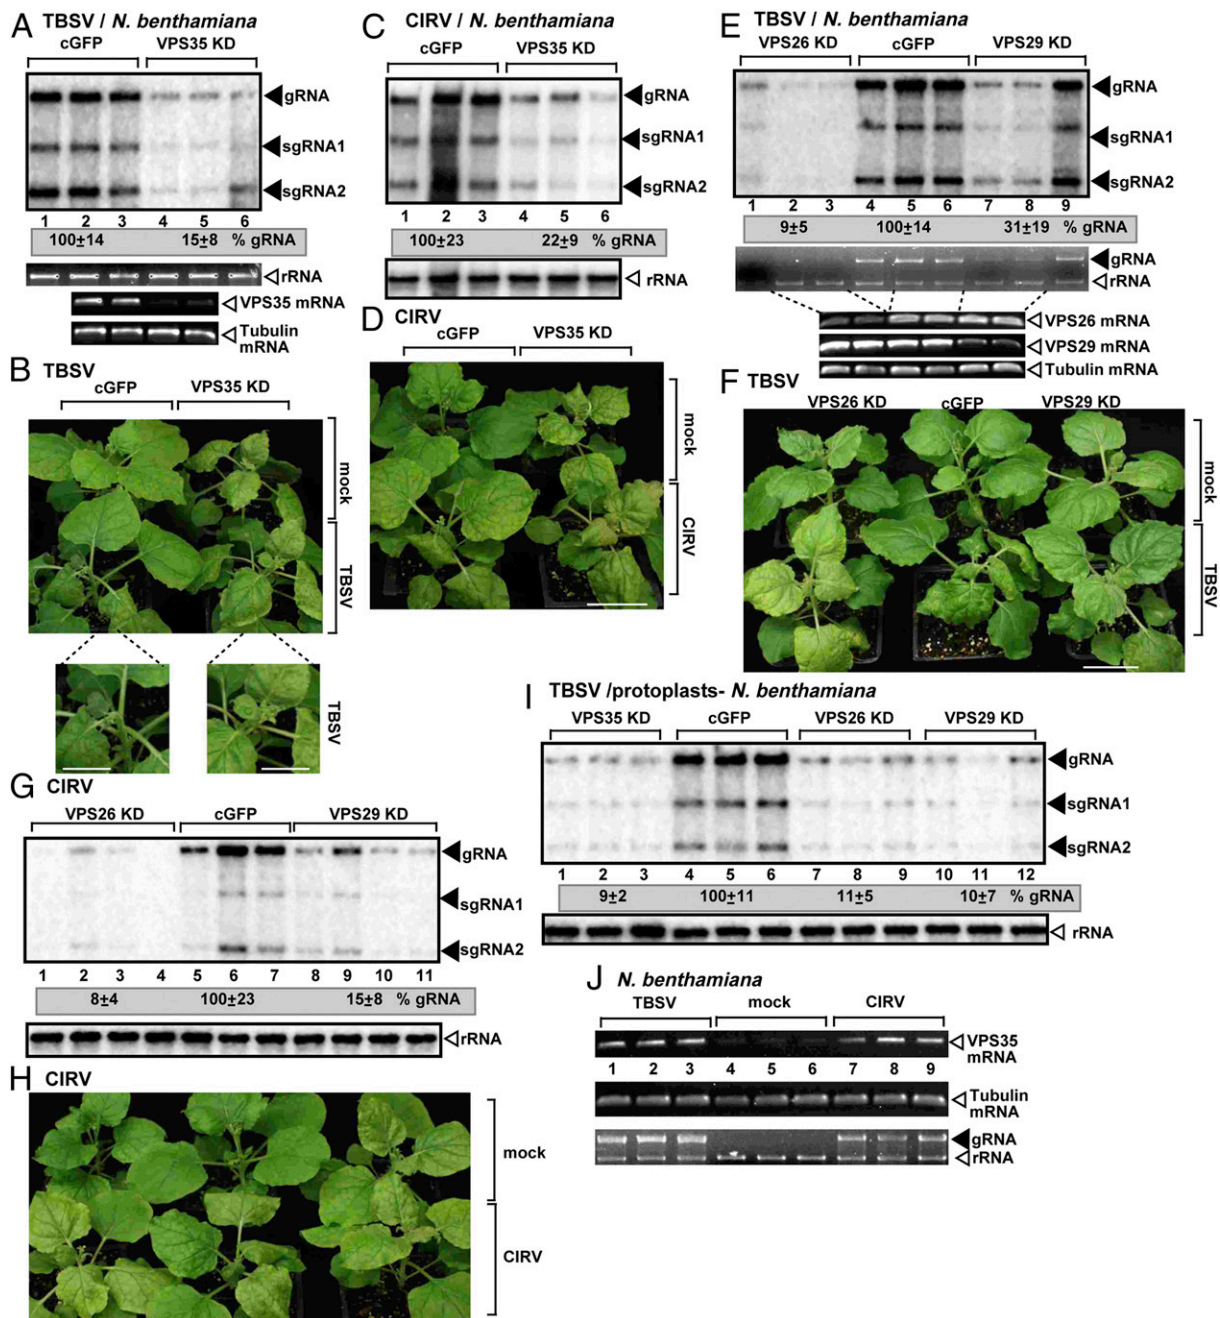 A TBSV / N. benthamiana
cGFP VPS35 KD
gRNA
sgRNA1
sgRNA2
1 2 3 4 5 6
100±14 15±8 % gRNA
rRNA
VPS35 mRNA
Tubulin
mRNA
B TBSV
cGFP VPS35 KD
mock
TBSV
TBSV
C CIRV / N. benthamiana
cGFP VPS35 KD
gRNA
sgRNA1
sgRNA2
1 2 3 4 5 6
100±23 22±9 % gRNA
rRNA
D CIRV
cGFP VPS35 KD
mock
CIRV
E TBSV / N. benthamiana
VPS26 KD cGFP VPS29 KD
gRNA
sgRNA1
sgRNA2
1 2 3 4 5 6 7 8 9
9±5 100±14 31±19 % gRNA
gRNA
rRNA
VPS26 mRNA
VPS29 mRNA
Tubulin mRNA
F TBSV
VPS26 KD cGFP VPS29 KD
mock
TBSV
G CIRV
VPS26 KD cGFP VPS29 KD
gRNA
sgRNA1
sgRNA2
1 2 3 4 5 6 7 8 9 10 11
8±4 100±23 15±8 % gRNA
rRNA
H CIRV
mock
CIRV
I TBSV /protoplasts- N. benthamiana
VPS35 KD cGFP VPS26 KD VPS29 KD
gRNA
sgRNA1
sgRNA2
1 2 3 4 5 6 7 8 9 10 11 12
9±2 100±11 11±5 10±7 % gRNA
rRNA
J N. benthamiana
TBSV mock CIRV
VPS35
mRNA
1 2 3 4 5 6 7 8 9
Tubulin
mRNA
gRNA
rRNA